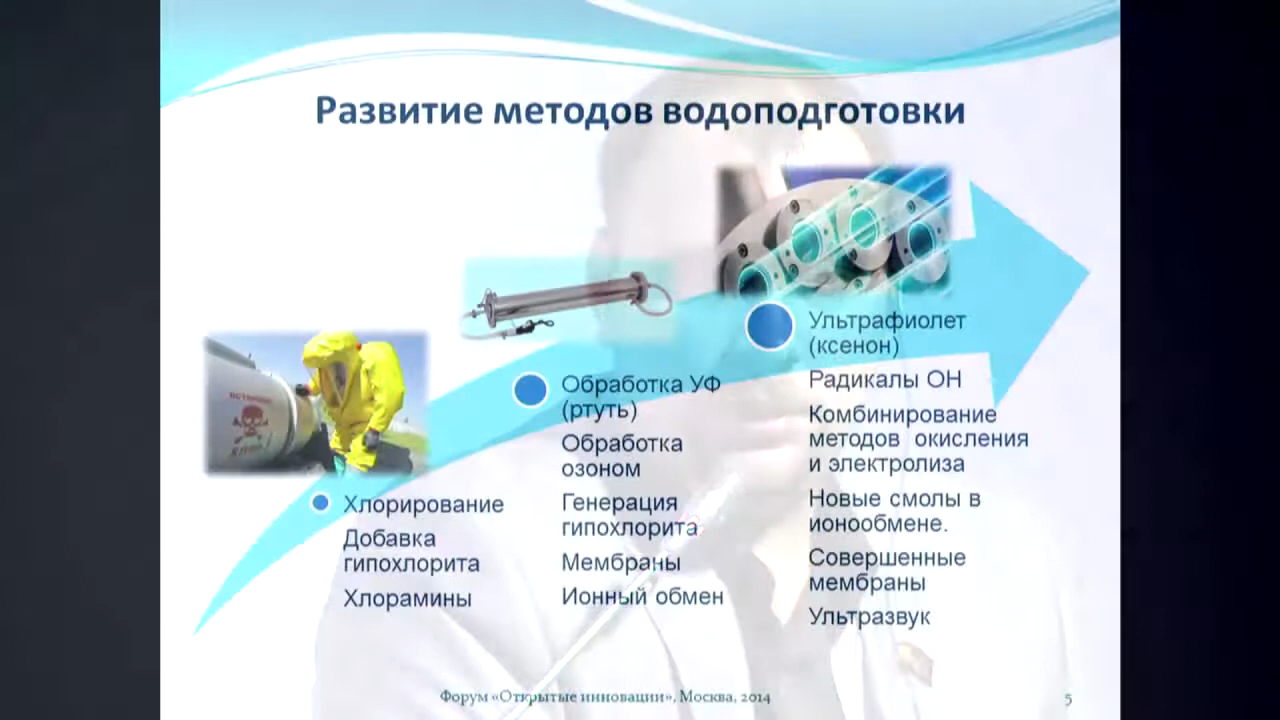 Развитие методов водоподготовки
Хлорирование
Добавка
гипохлорита
Хлорамины
Обработка УФ
(ртуть)
Обработка
озоном
Генерация
гипохлорита
Мембраны
Ионный обмен
Ультрафиолет
(ксенон)
Радикалы ОН
Комбинирование
методов окисления
и электролиза
Новые смолы в
ионообмене.
Совершенные
мембраны
Ультразвук
Форум «Открытые инновации», Москва, 2014
5